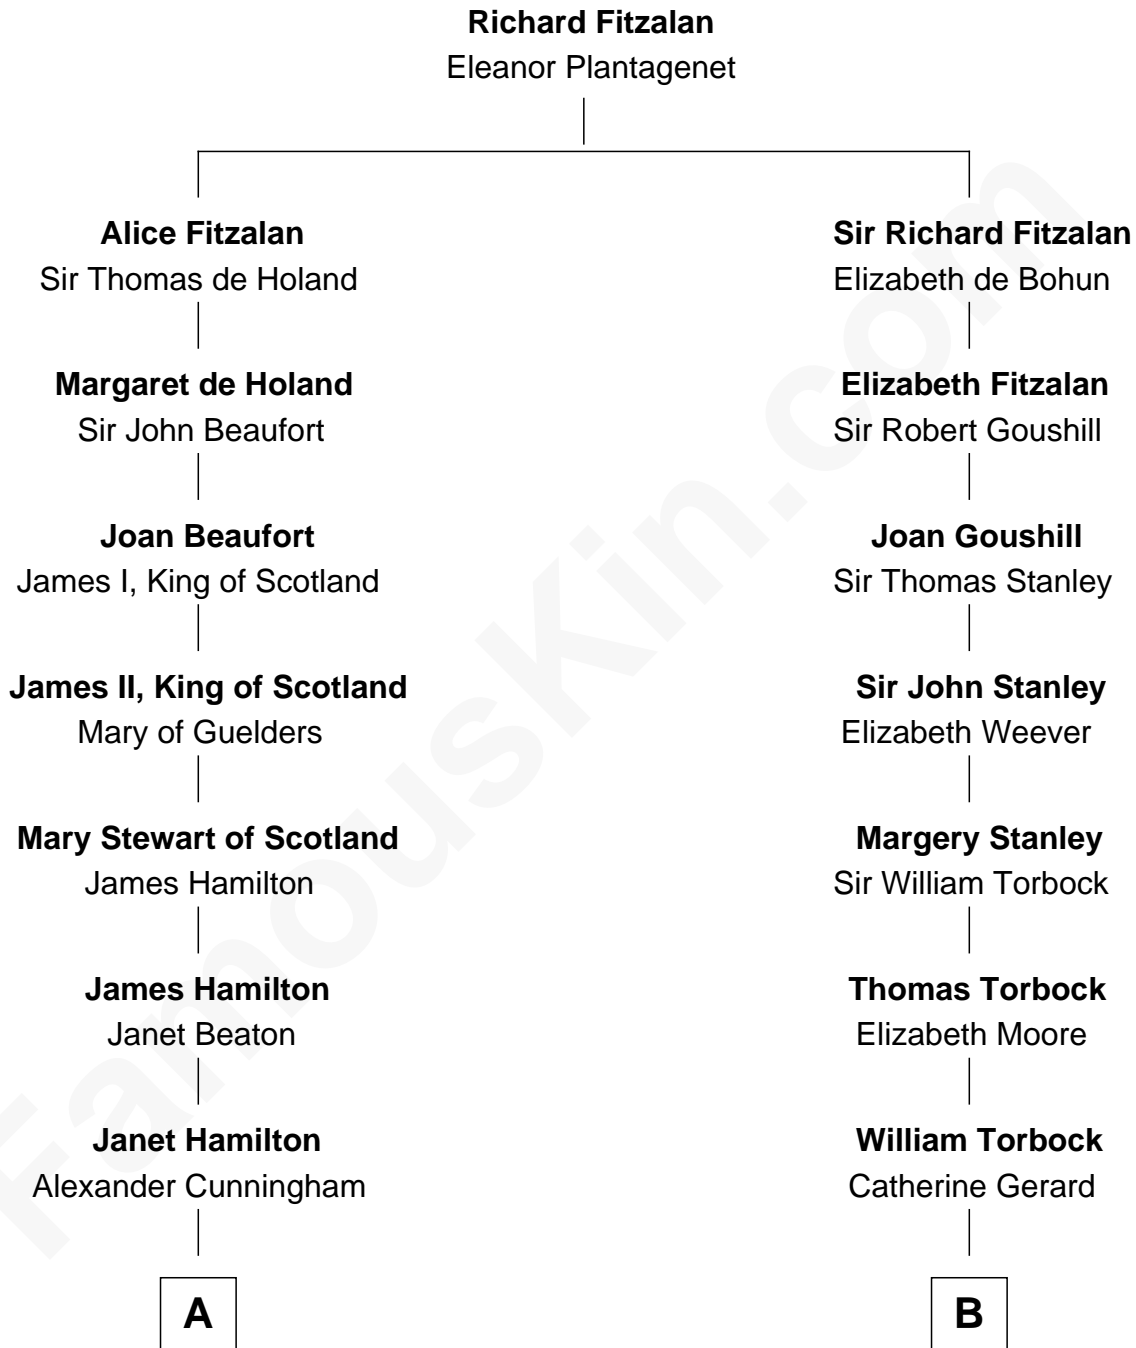 Richard Fitzalan
Eleanor Plantagenet
Alice Fitzalan
Sir Thomas de Holand
Sir Richard Fitzalan
Elizabeth de Bohun
Margaret de Holand
Sir John Beaufort
Elizabeth Fitzalan
Sir Robert Goushill
Joan Beaufort
James I, King of Scotland
Joan Goushill
Sir Thomas Stanley
James II, King of Scotland
Mary of Guelders
Sir John Stanley
Elizabeth Weever
Mary Stewart of Scotland
James Hamilton
Margery Stanley
Sir William Torbock
James Hamilton
Janet Beaton
Thomas Torbock
Elizabeth Moore
Janet Hamilton
Alexander Cunningham
William Torbock
Catherine Gerard
A
B
FamousKin.com